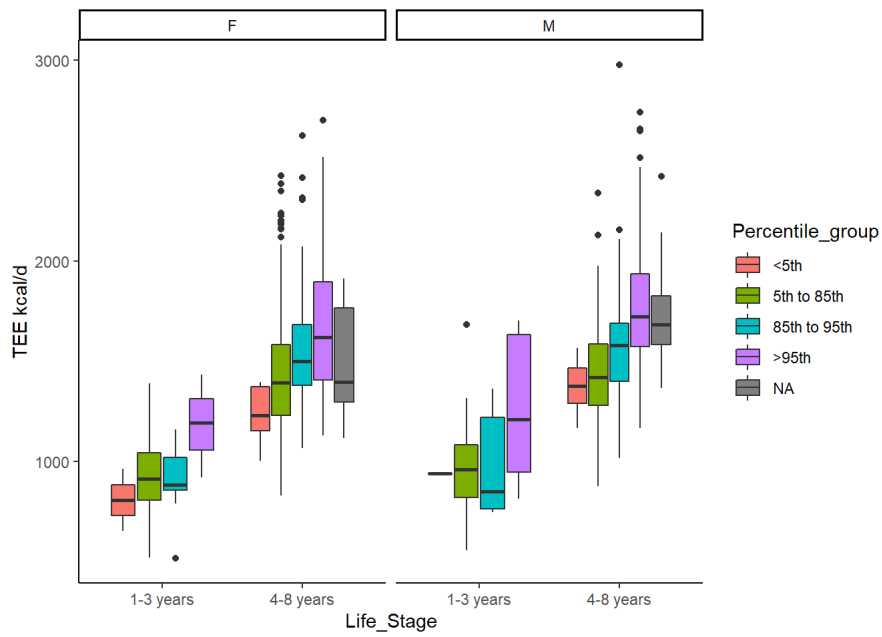 F
M
3000
2000
1000
TEE kcal/d
1-3 years
4-8 years
1-3 years
4-8 years
Life_Stage
Percentile_group
<5th
5th to 85th
85th to 95th
>95th
NA